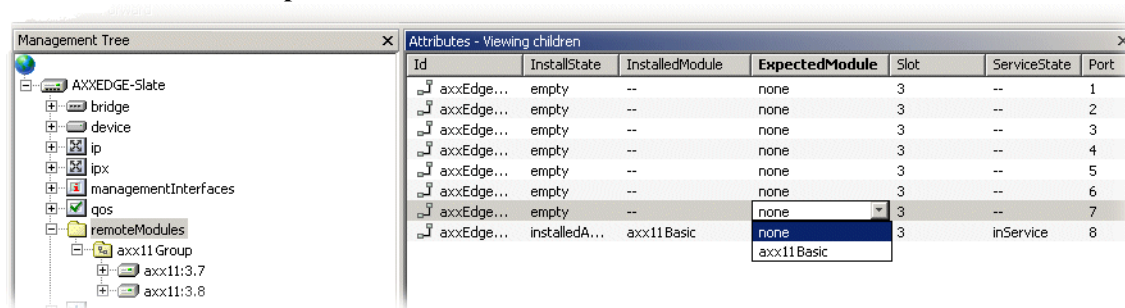 Management Tree
AXXEDGE-Slate
bridge
device
ip
ipx
managementInterfaces
qos
remoteModules
axx11Group
axx11:3.7
axx11:3.8
Attributes - Viewing children
Id InstallState InstalledModule ExpectedModule Slot ServiceState Port
axxEdge... empty -- none 3 -- 1
axxEdge... empty -- none 3 -- 2
axxEdge... empty -- none 3 -- 3
axxEdge... empty -- none 3 -- 4
axxEdge... empty -- none 3 -- 5
axxEdge... empty -- none 3 -- 6
axxEdge... empty -- none 3 -- 7
axxEdge... installedA... axx11Basic none 3 inService 8
axx11Basic